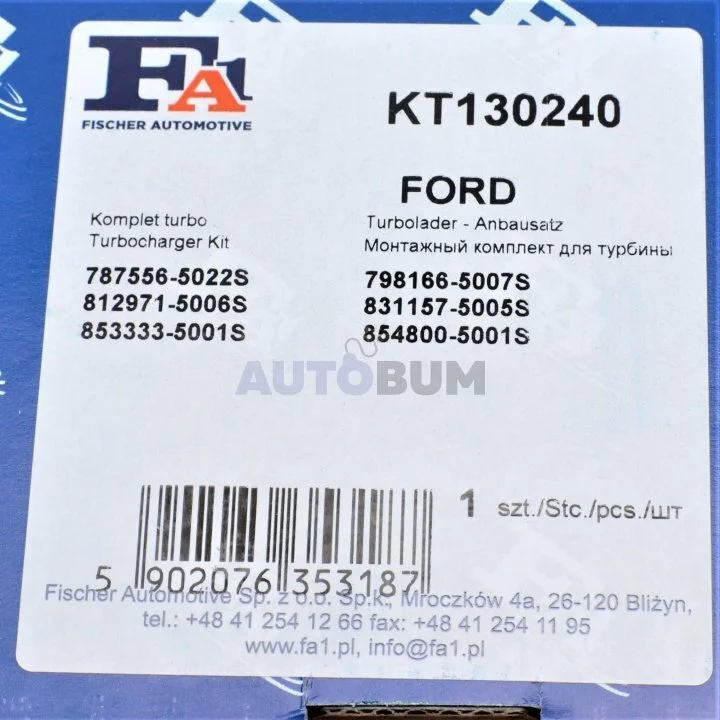 FA1
FISCHER AUTOMOTIVE
KT130240
FORD
Komplet turbo
Turbocharger Kit
Turbolader - Anbausatz
Монтажный комплект для турбины
787556-5022S
812971-5006S
853333-5001S
798166-5007S
831157-5005S
854800-5001S
AUTOBUM
1 szt./Stc./pcs./шт
5 902076 353187
Fischer Automotive Sp. z o.o. Sp.k., Mroczków 4a, 26-120 Bliżyn,
tel.: +48 41 254 12 66 fax: +48 41 254 11 95
www.fa1.pl, info@fa1.pl